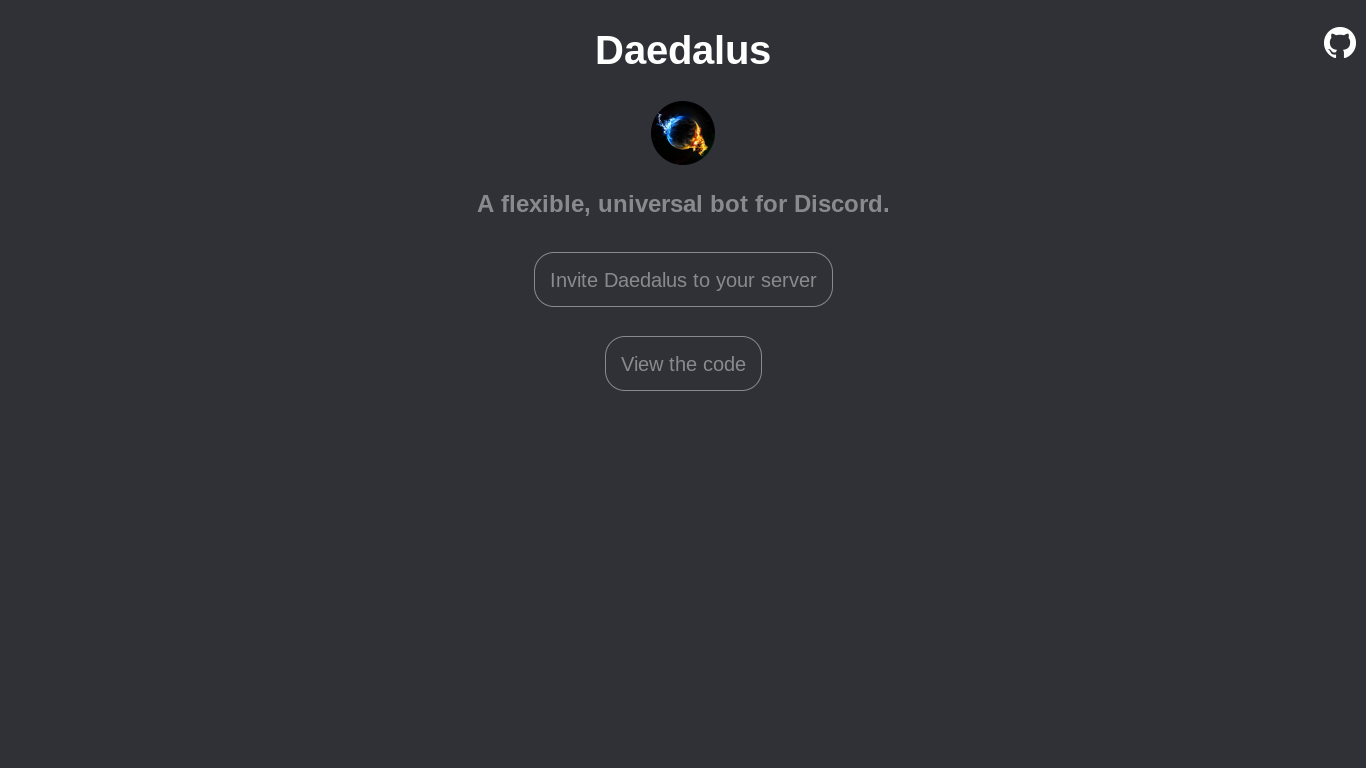 Daedalus
A flexible, universal bot for Discord.
Invite Daedalus to your server
View the code